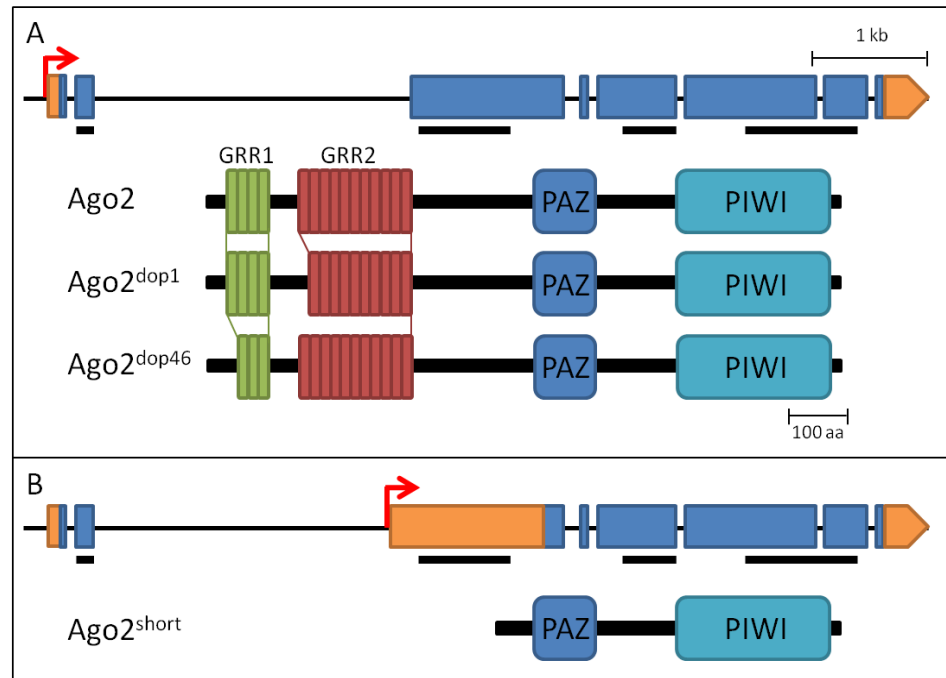 A
1 kb
GRR1 GRR2
Ago2 PAZ PIWI
Ago2dop1 PAZ PIWI
Ago2dop46 PAZ PIWI
100 aa
B
Ago2short PAZ PIWI